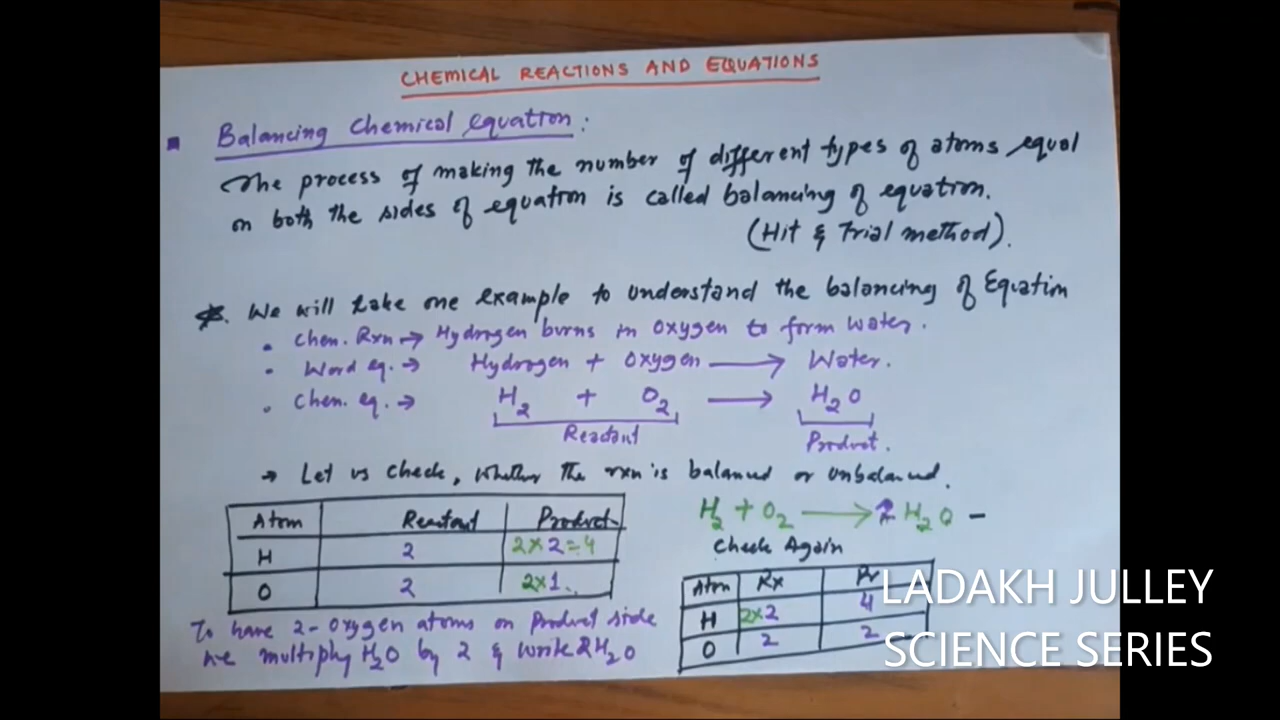 CHEMICAL REACTIONS AND EQUATIONS
Balancing Chemical equation:
The process of making the number of different types of atoms equal
on both the sides of equation is called balancing of equation.
(Hit & Trial method).
*. We will take one example to understand the balancing of Equation
• Chem. Rxn → Hydrogen burns in Oxygen to form Water.
• Word eq. → Hydrogen + Oxygen → Water.
• Chem. eq. → H₂ + O₂ → H₂O
Reactant Product.
→ Let us check, whether the rxn is balanced or unbalanced.
Atom Reactant Product
H 2 2×2=4
O 2 2×1
To have 2-Oxygen atoms on Product side
we multiply H₂O by 2 & write 2H₂O
H₂ + O₂ → 2 H₂O –
Check Again
Atom Rx Pr
H 2×2 4
O 2 2
LADAKH JULLEY
SCIENCE SERIES